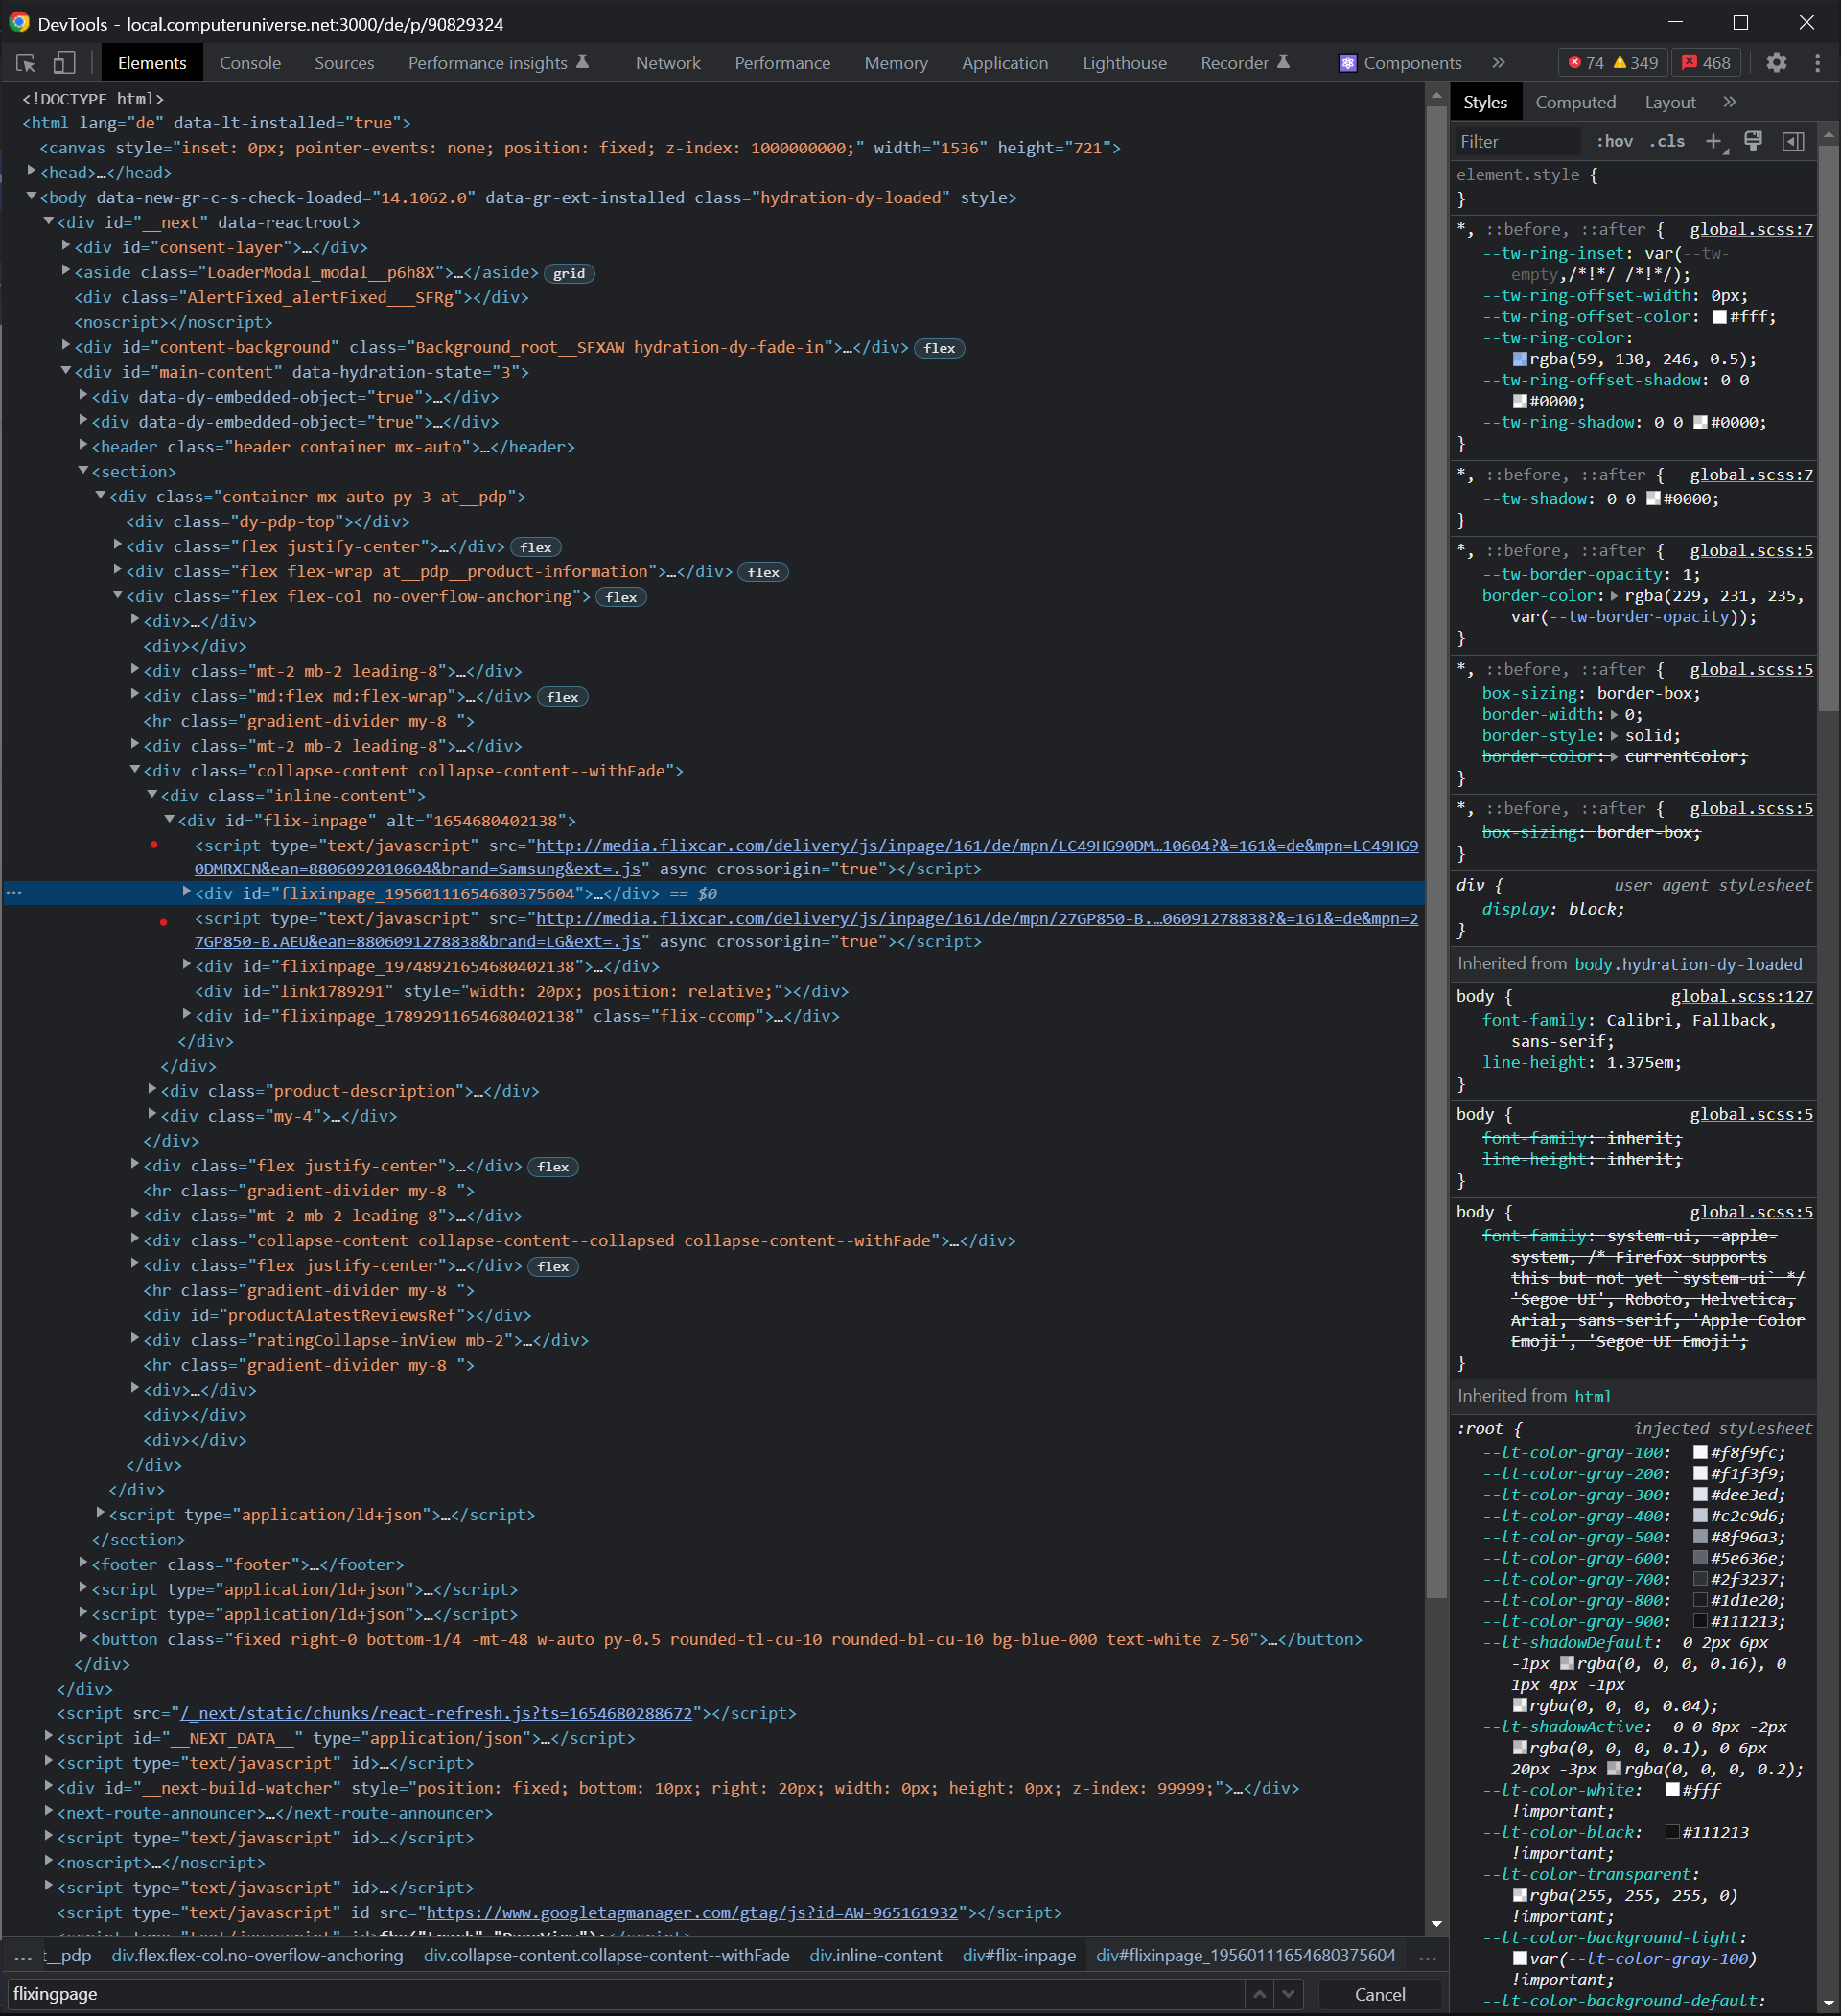 DevTools - local.computeruniverse.net:3000/de/p/90829324
Elements Console Sources Performance insights Network Performance Memory Application Lighthouse Recorder Components » 74 349 468
<!DOCTYPE html>
<html lang="de" data-lt-installed="true">
<canvas style="inset: 0px; pointer-events: none; position: fixed; z-index: 1000000000;" width="1536" height="721">
<head>…</head>
<body data-new-gr-c-s-check-loaded="14.1062.0" data-gr-ext-installed class="hydration-dy-loaded" style>
<div id="__next" data-reactroot>
<div id="consent-layer">…</div>
<aside class="LoaderModal_modal__p6h8X">…</aside> grid
<div class="AlertFixed_alertFixed___SFRg"></div>
<noscript></noscript>
<div id="content-background" class="Background_root__SFXAW hydration-dy-fade-in">…</div> flex
<div id="main-content" data-hydration-state="3">
<div data-dy-embedded-object="true">…</div>
<div data-dy-embedded-object="true">…</div>
<header class="header container mx-auto">…</header>
<section>
<div class="container mx-auto py-3 at__pdp">
<div class="dy-pdp-top"></div>
<div class="flex justify-center">…</div> flex
<div class="flex flex-wrap at__pdp__product-information">…</div> flex
<div class="flex flex-col no-overflow-anchoring"> flex
<div>…</div>
<div></div>
<div class="mt-2 mb-2 leading-8">…</div>
<div class="md:flex md:flex-wrap">…</div> flex
<hr class="gradient-divider my-8 ">
<div class="mt-2 mb-2 leading-8">…</div>
<div class="collapse-content collapse-content--withFade">
<div class="inline-content">
<div id="flix-inpage" alt="1654680402138">
<script type="text/javascript" src="http://media.flixcar.com/delivery/js/inpage/161/de/mpn/LC49HG90DM…10604?&=161&=de&mpn=LC49HG9
0DMRXEN&ean=8806092010604&brand=Samsung&ext=.js" async crossorigin="true"></script>
<div id="flixinpage_19560111654680375604">…</div> == $0
<script type="text/javascript" src="http://media.flixcar.com/delivery/js/inpage/161/de/mpn/27GP850-B.…06091278838?&=161&=de&mpn=2
7GP850-B.AEU&ean=8806091278838&brand=LG&ext=.js" async crossorigin="true"></script>
<div id="flixinpage_19748921654680402138">…</div>
<div id="link1789291" style="width: 20px; position: relative;"></div>
<div id="flixinpage_17892911654680402138" class="flix-ccomp">…</div>
</div>
</div>
<div class="product-description">…</div>
<div class="my-4">…</div>
</div>
<div class="flex justify-center">…</div> flex
<hr class="gradient-divider my-8 ">
<div class="mt-2 mb-2 leading-8">…</div>
<div class="collapse-content collapse-content--collapsed collapse-content--withFade">…</div>
<div class="flex justify-center">…</div> flex
<hr class="gradient-divider my-8 ">
<div id="productAlatestReviewsRef"></div>
<div class="ratingCollapse-inView mb-2">…</div>
<hr class="gradient-divider my-8 ">
<div>…</div>
<div></div>
<div></div>
</div>
</div>
<script type="application/ld+json">…</script>
</section>
<footer class="footer">…</footer>
<script type="application/ld+json">…</script>
<script type="application/ld+json">…</script>
<button class="fixed right-0 bottom-1/4 -mt-48 w-auto py-0.5 rounded-tl-cu-10 rounded-bl-cu-10 bg-blue-000 text-white z-50">…</button>
</div>
</div>
<script src="/_next/static/chunks/react-refresh.js?ts=1654680288672"></script>
<script id="__NEXT_DATA__" type="application/json">…</script>
<script type="text/javascript" id>…</script>
<div id="__next-build-watcher" style="position: fixed; bottom: 10px; right: 20px; width: 0px; height: 0px; z-index: 99999;">…</div>
<next-route-announcer>…</next-route-announcer>
<script type="text/javascript" id>…</script>
<noscript>…</noscript>
<script type="text/javascript" id>…</script>
<script type="text/javascript" id src="https://www.googletagmanager.com/gtag/js?id=AW-965161932"></script>
<script type="text/javascript" id>fbq("track","PageView");</script>
… t__pdp div.flex.flex-col.no-overflow-anchoring div.collapse-content.collapse-content--withFade div.inline-content div#flix-inpage div#flixinpage_19560111654680375604 …
flixingpage Cancel
Styles Computed Layout »
Filter :hov .cls +
element.style {
}
*, ::before, ::after { global.scss:7
--tw-ring-inset: var(--tw-
empty,/*!*/ /*!*/);
--tw-ring-offset-width: 0px;
--tw-ring-offset-color: #fff;
--tw-ring-color:
rgba(59, 130, 246, 0.5);
--tw-ring-offset-shadow: 0 0
#0000;
--tw-ring-shadow: 0 0 #0000;
}
*, ::before, ::after { global.scss:7
--tw-shadow: 0 0 #0000;
}
*, ::before, ::after { global.scss:5
--tw-border-opacity: 1;
border-color: rgba(229, 231, 235,
var(--tw-border-opacity));
}
*, ::before, ::after { global.scss:5
box-sizing: border-box;
border-width: 0;
border-style: solid;
border-color: currentColor;
}
*, ::before, ::after { global.scss:5
box-sizing: border-box;
}
div { user agent stylesheet
display: block;
}
Inherited from body.hydration-dy-loaded
body { global.scss:127
font-family: Calibri, Fallback,
sans-serif;
line-height: 1.375em;
}
body { global.scss:5
font-family: inherit;
line-height: inherit;
}
body { global.scss:5
font-family: system-ui, -apple-
system, /* Firefox supports
this but not yet `system-ui` */
'Segoe UI', Roboto, Helvetica,
Arial, sans-serif, 'Apple Color
Emoji', 'Segoe UI Emoji';
}
Inherited from html
:root { injected stylesheet
--lt-color-gray-100: #f8f9fc;
--lt-color-gray-200: #f1f3f9;
--lt-color-gray-300: #dee3ed;
--lt-color-gray-400: #c2c9d6;
--lt-color-gray-500: #8f96a3;
--lt-color-gray-600: #5e636e;
--lt-color-gray-700: #2f3237;
--lt-color-gray-800: #1d1e20;
--lt-color-gray-900: #111213;
--lt-shadowDefault: 0 2px 6px
-1px rgba(0, 0, 0, 0.16), 0
1px 4px -1px
rgba(0, 0, 0, 0.04);
--lt-shadowActive: 0 0 8px -2px
rgba(0, 0, 0, 0.1), 0 6px
20px -3px rgba(0, 0, 0, 0.2);
--lt-color-white: #fff
!important;
--lt-color-black: #111213
!important;
--lt-color-transparent:
rgba(255, 255, 255, 0)
!important;
--lt-color-background-light:
var(--lt-color-gray-100)
!important;
--lt-color-background-default: